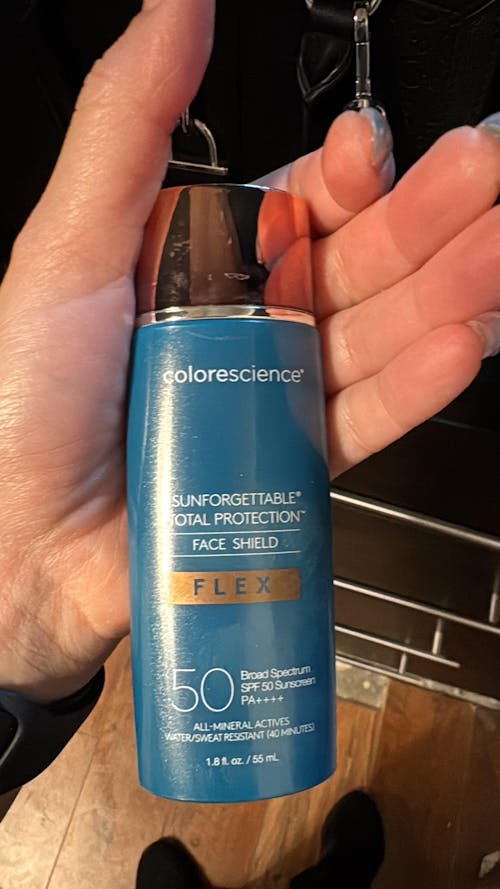 colorescience®
SUNFORGETTABLE®
TOTAL PROTECTION™
FACE SHIELD
FLEX
50
Broad Spectrum
SPF 50 Sunscreen
PA++++
ALL-MINERAL ACTIVES
WATER/SWEAT RESISTANT (40 MINUTES)
1.8 fl. oz. / 55 mL